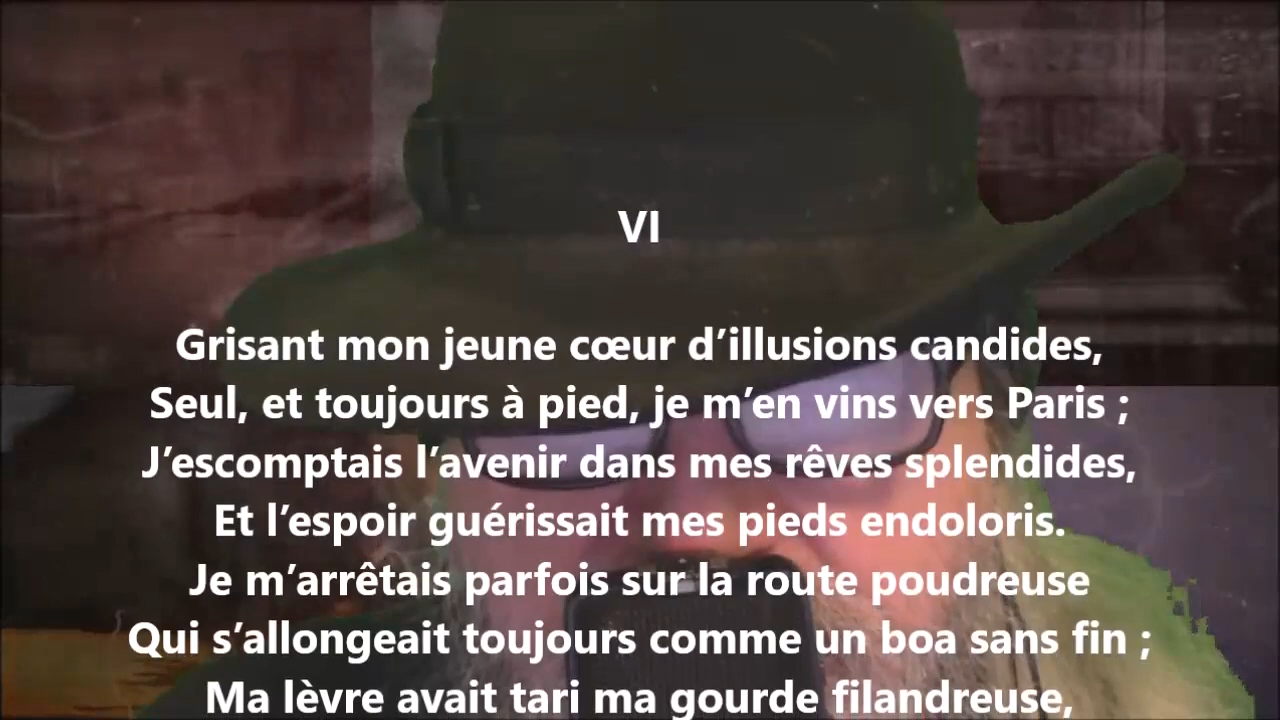 VI
Grisant mon jeune cœur d’illusions candides,
Seul, et toujours à pied, je m’en vins vers Paris ;
J’escomptais l’avenir dans mes rêves splendides,
Et l’espoir guérissait mes pieds endoloris.
Je m’arrêtais parfois sur la route poudreuse
Qui s’allongeait toujours comme un boa sans fin ;
Ma lèvre avait tari ma gourde filandreuse,